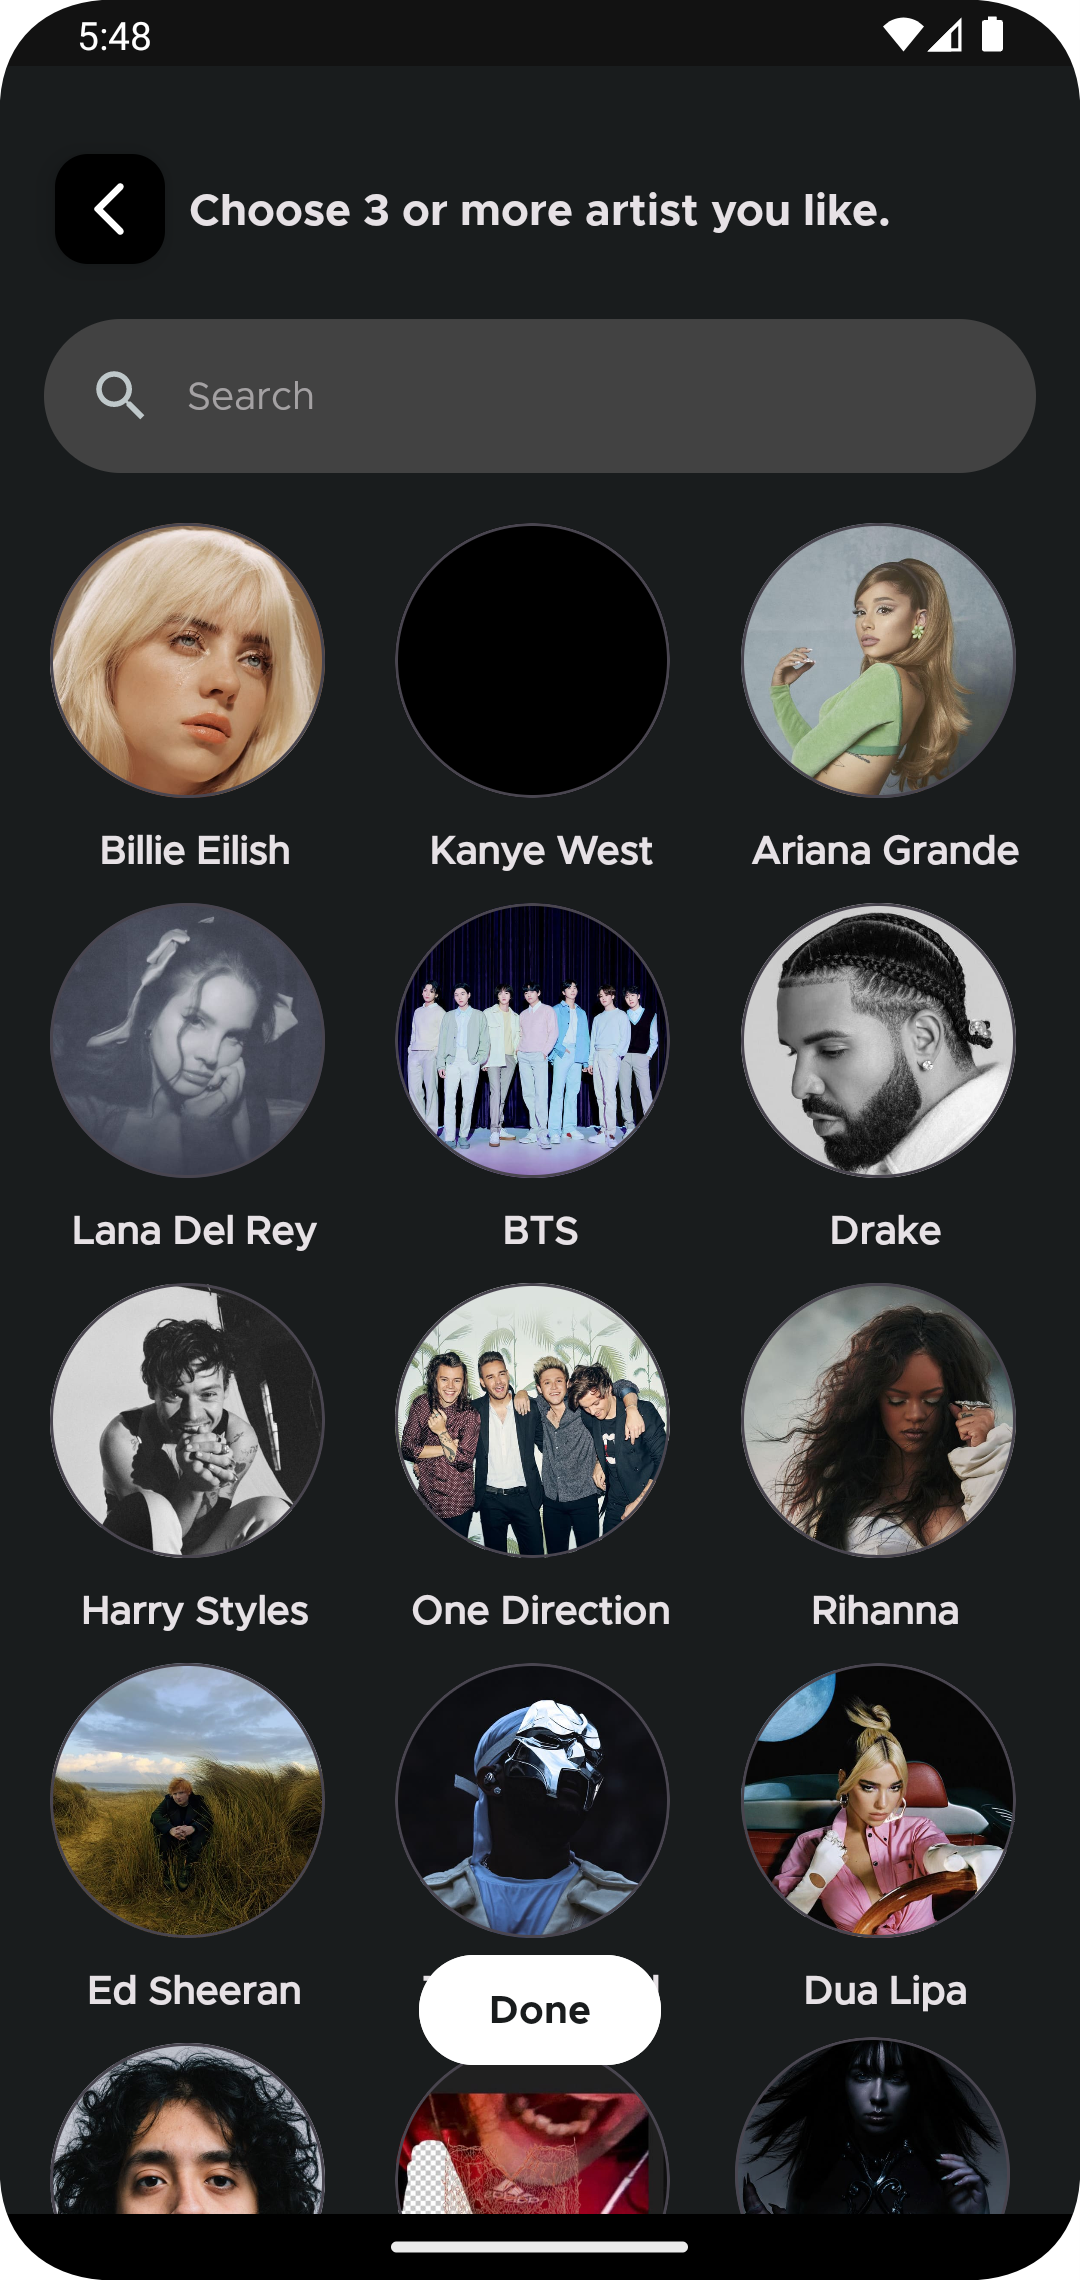 5:48
Choose 3 or more artist you like.
Search
Billie Eilish
Kanye West
Ariana Grande
Lana Del Rey
BTS
Drake
Harry Styles
One Direction
Rihanna
Ed Sheeran
Dua Lipa
Done